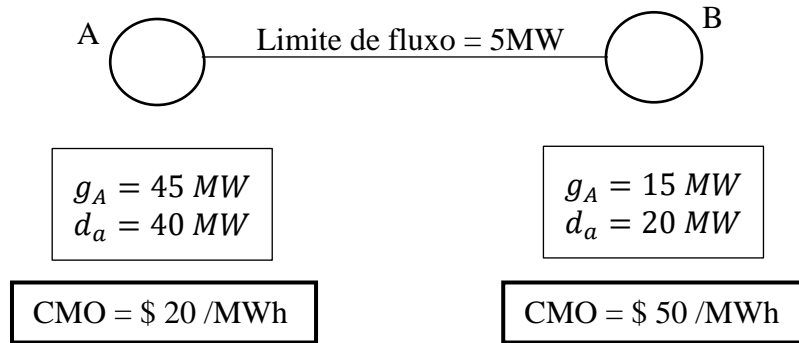 A
Limite de fluxo = 5MW
B
g_A = 45 MW
d_a = 40 MW
g_A = 15 MW
d_a = 20 MW
CMO = $ 20 /MWh
CMO = $ 50 /MWh